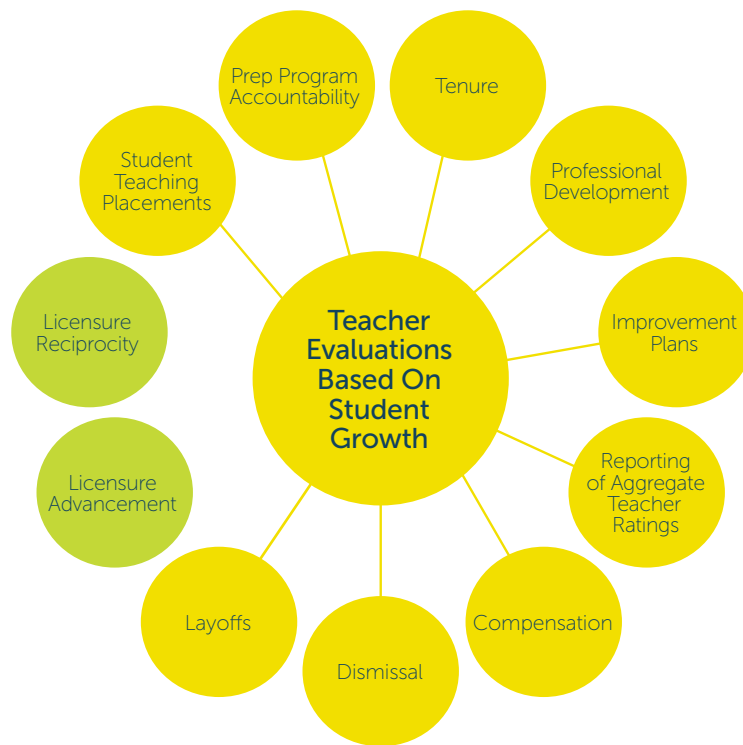 Prep Program
Accountability
Tenure
Student
Teaching
Placements
Professional
Development
Licensure
Reciprocity
Teacher
Evaluations
Based On
Student
Growth
Improvement
Plans
Licensure
Advancement
Reporting
of Aggregate
Teacher
Ratings
Layoffs
Compensation
Dismissal